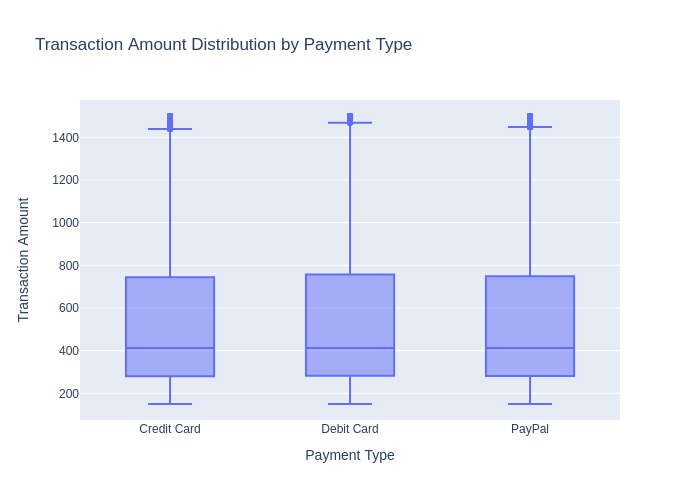 Transaction Amount Distribution by Payment Type
Transaction Amount
1400
1200
1000
800
600
400
200
Credit Card
Debit Card
PayPal
Payment Type